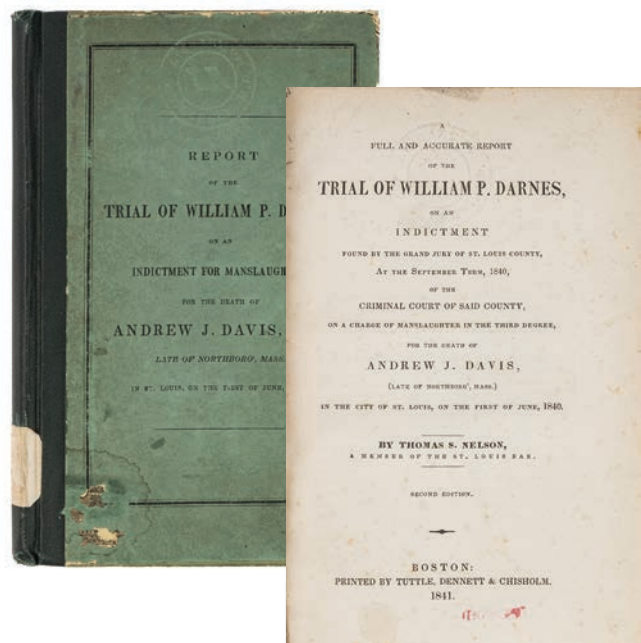 REPORT
OF THE
TRIAL OF WILLIAM P. D
ON AN
INDICTMENT FOR MANSLAUGH
FOR THE DEATH OF
ANDREW J. DAVIS,
LATE OF NORTHBORO', MASS.
IN ST. LOUIS, ON THE FIRST OF JUNE,
A
FULL AND ACCURATE REPORT
OF THE
TRIAL OF WILLIAM P. DARNES,
ON AN
INDICTMENT
FOUND BY THE GRAND JURY OF ST. LOUIS COUNTY,
AT THE SEPTEMBER TERM, 1840,
OF THE
CRIMINAL COURT OF SAID COUNTY,
ON A CHARGE OF MANSLAUGHTER IN THE THIRD DEGREE,
FOR THE DEATH OF
ANDREW J. DAVIS,
(LATE OF NORTHBORO', MASS.)
IN THE CITY OF ST. LOUIS, ON THE FIRST OF JUNE, 1840.
BY THOMAS S. NELSON,
A MEMBER OF THE ST. LOUIS BAR.
SECOND EDITION.
BOSTON:
PRINTED BY TUTTLE, DENNETT & CHISHOLM.
1841.